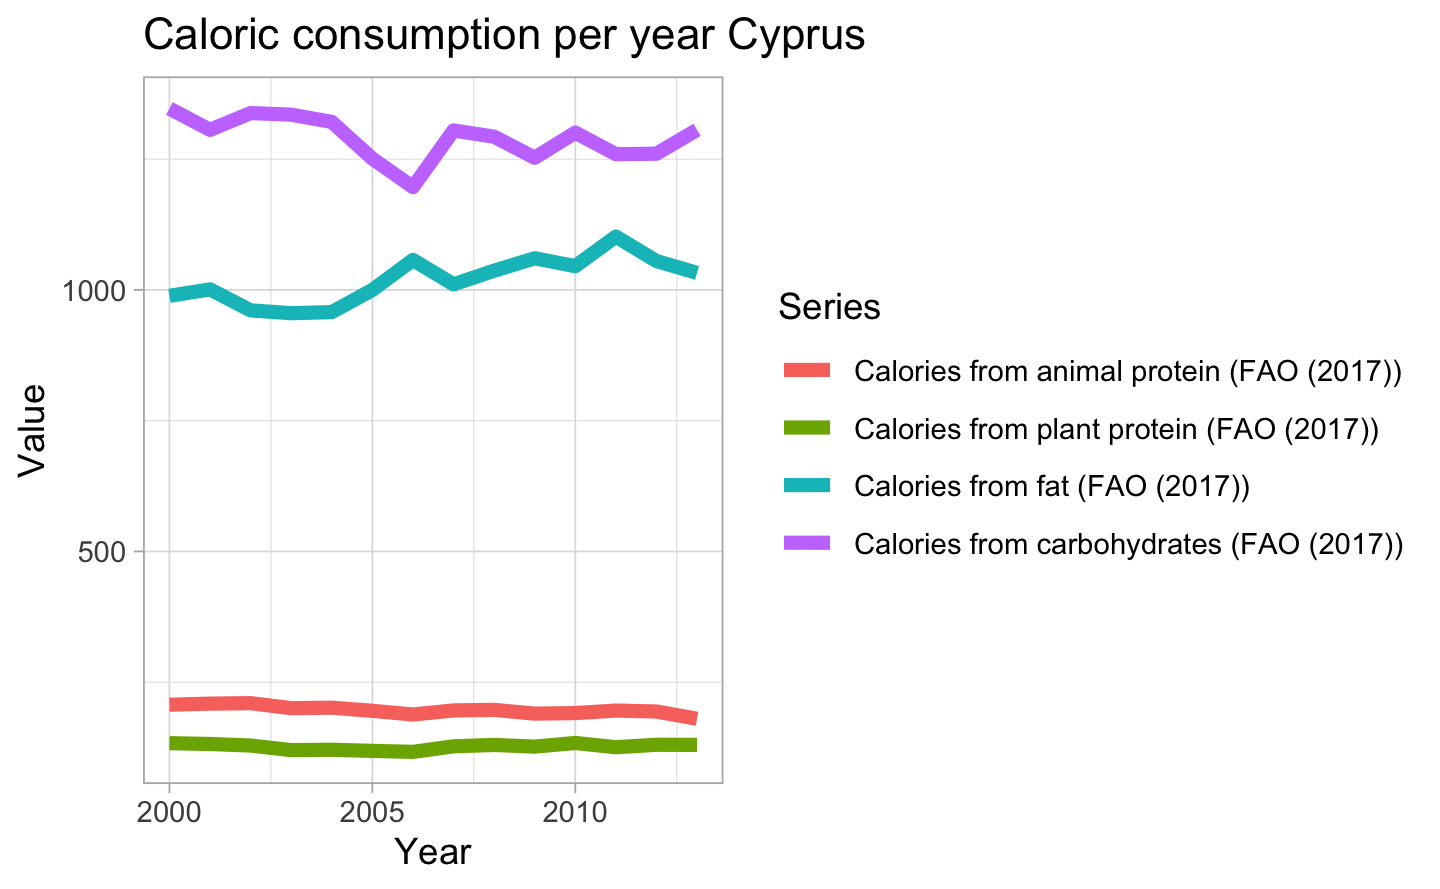 Caloric consumption per year Cyprus
1000
500
Value
2000 2005 2010
Year
Series
Calories from animal protein (FAO (2017))
Calories from plant protein (FAO (2017))
Calories from fat (FAO (2017))
Calories from carbohydrates (FAO (2017))